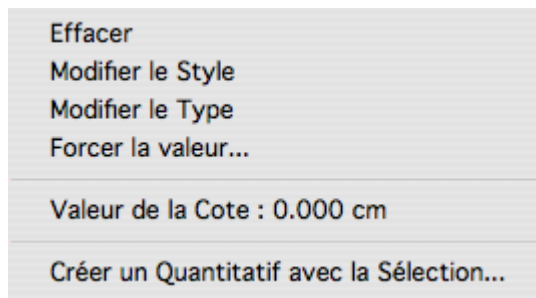 Effacer
Modifier le Style
Modifier le Type
Forcer la valeur...
Valeur de la Cote : 0.000 cm
Créer un Quantitatif avec la Sélection...